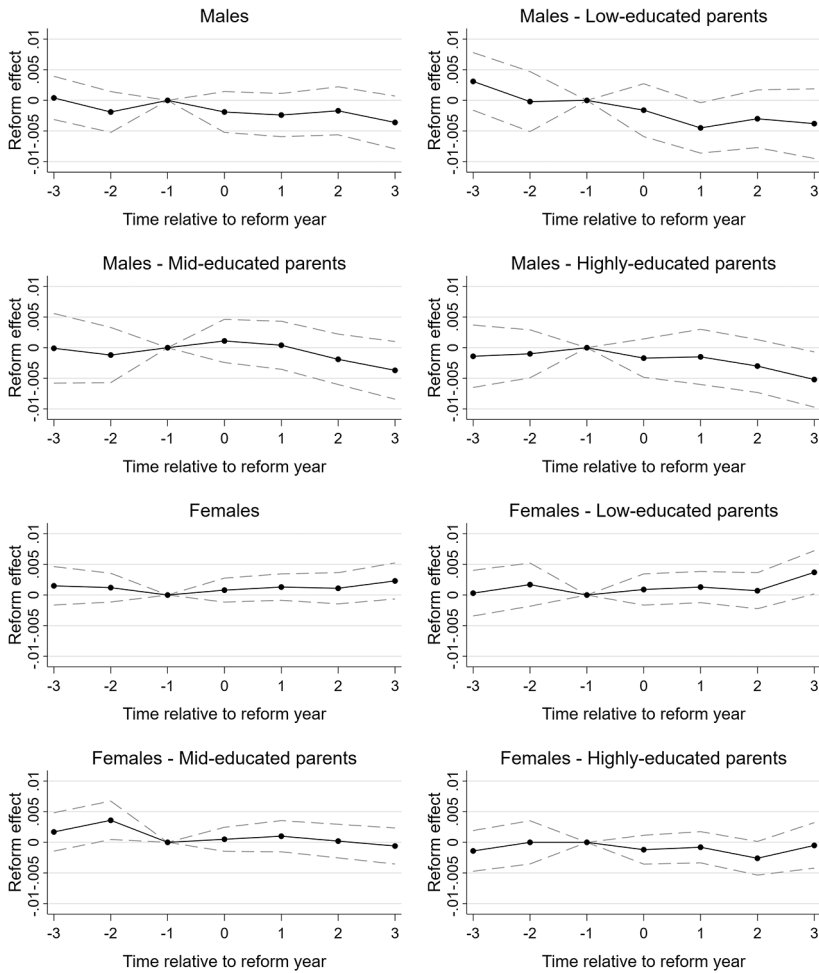 Males
Reform effect
-.01 -.005 0 .005 .01
-3 -2 -1 0 1 2 3
Time relative to reform year
Males - Low-educated parents
Reform effect
-.01 -.005 0 .005 .01
-3 -2 -1 0 1 2 3
Time relative to reform year
Males - Mid-educated parents
Reform effect
-.01 -.005 0 .005 .01
-3 -2 -1 0 1 2 3
Time relative to reform year
Males - Highly-educated parents
Reform effect
-.01 -.005 0 .005 .01
-3 -2 -1 0 1 2 3
Time relative to reform year
Females
Reform effect
-.01 -.005 0 .005 .01
-3 -2 -1 0 1 2 3
Time relative to reform year
Females - Low-educated parents
Reform effect
-.01 -.005 0 .005 .01
-3 -2 -1 0 1 2 3
Time relative to reform year
Females - Mid-educated parents
Reform effect
-.01 -.005 0 .005 .01
-3 -2 -1 0 1 2 3
Time relative to reform year
Females - Highly-educated parents
Reform effect
-.01 -.005 0 .005 .01
-3 -2 -1 0 1 2 3
Time relative to reform year